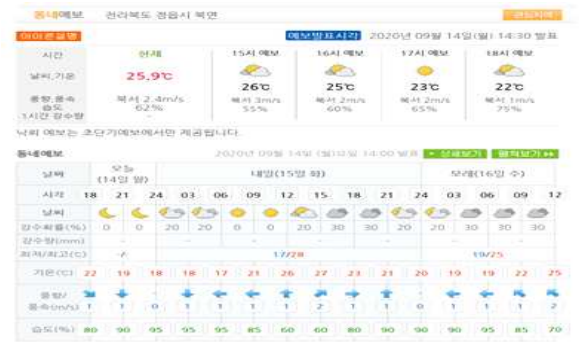 동네예보 전라북도 정읍시 북면 관심지역
아이콘설명 예보발표시각 2020년 09월 14일(월) 14:30 발표
시간 현재 15시 예보 16시 예보 17시 예보 18시 예보
날씨,기온 25.9℃ 26℃ 25℃ 23℃ 22℃
풍향,풍속 북서 2.4m/s 북서 3m/s 북서 2m/s 북서 2m/s 북서 1m/s
습도 62% 55% 60% 65% 75%
1시간 강수량 -
낙뢰 예보는 초단기예보에서만 제공됩니다.
동네예보 2020년 09월 14일 (월)요일 14:00 발표 상세보기 펼쳐보기
날짜 오늘 (14일 월) 내일(15일 화) 모레(16일 수)
시각 18 21 24 03 06 09 12 15 18 21 24 03 06 09 12
날씨
강수확률(%) 0 0 20 20 0 0 20 30 30 20 20 30 30 30
강수량(mm) - - - - - - -
최저/최고(℃) -/- 17/28 19/25
기온(℃) 22 19 18 18 17 21 26 27 23 21 20 19 19 22 25
풍향/
풍속(m/s) 1 1 0 1 1 1 1 2 1 1 0 1 1 1 2
습도(%) 80 90 95 95 95 85 60 60 80 90 90 90 95 85 70